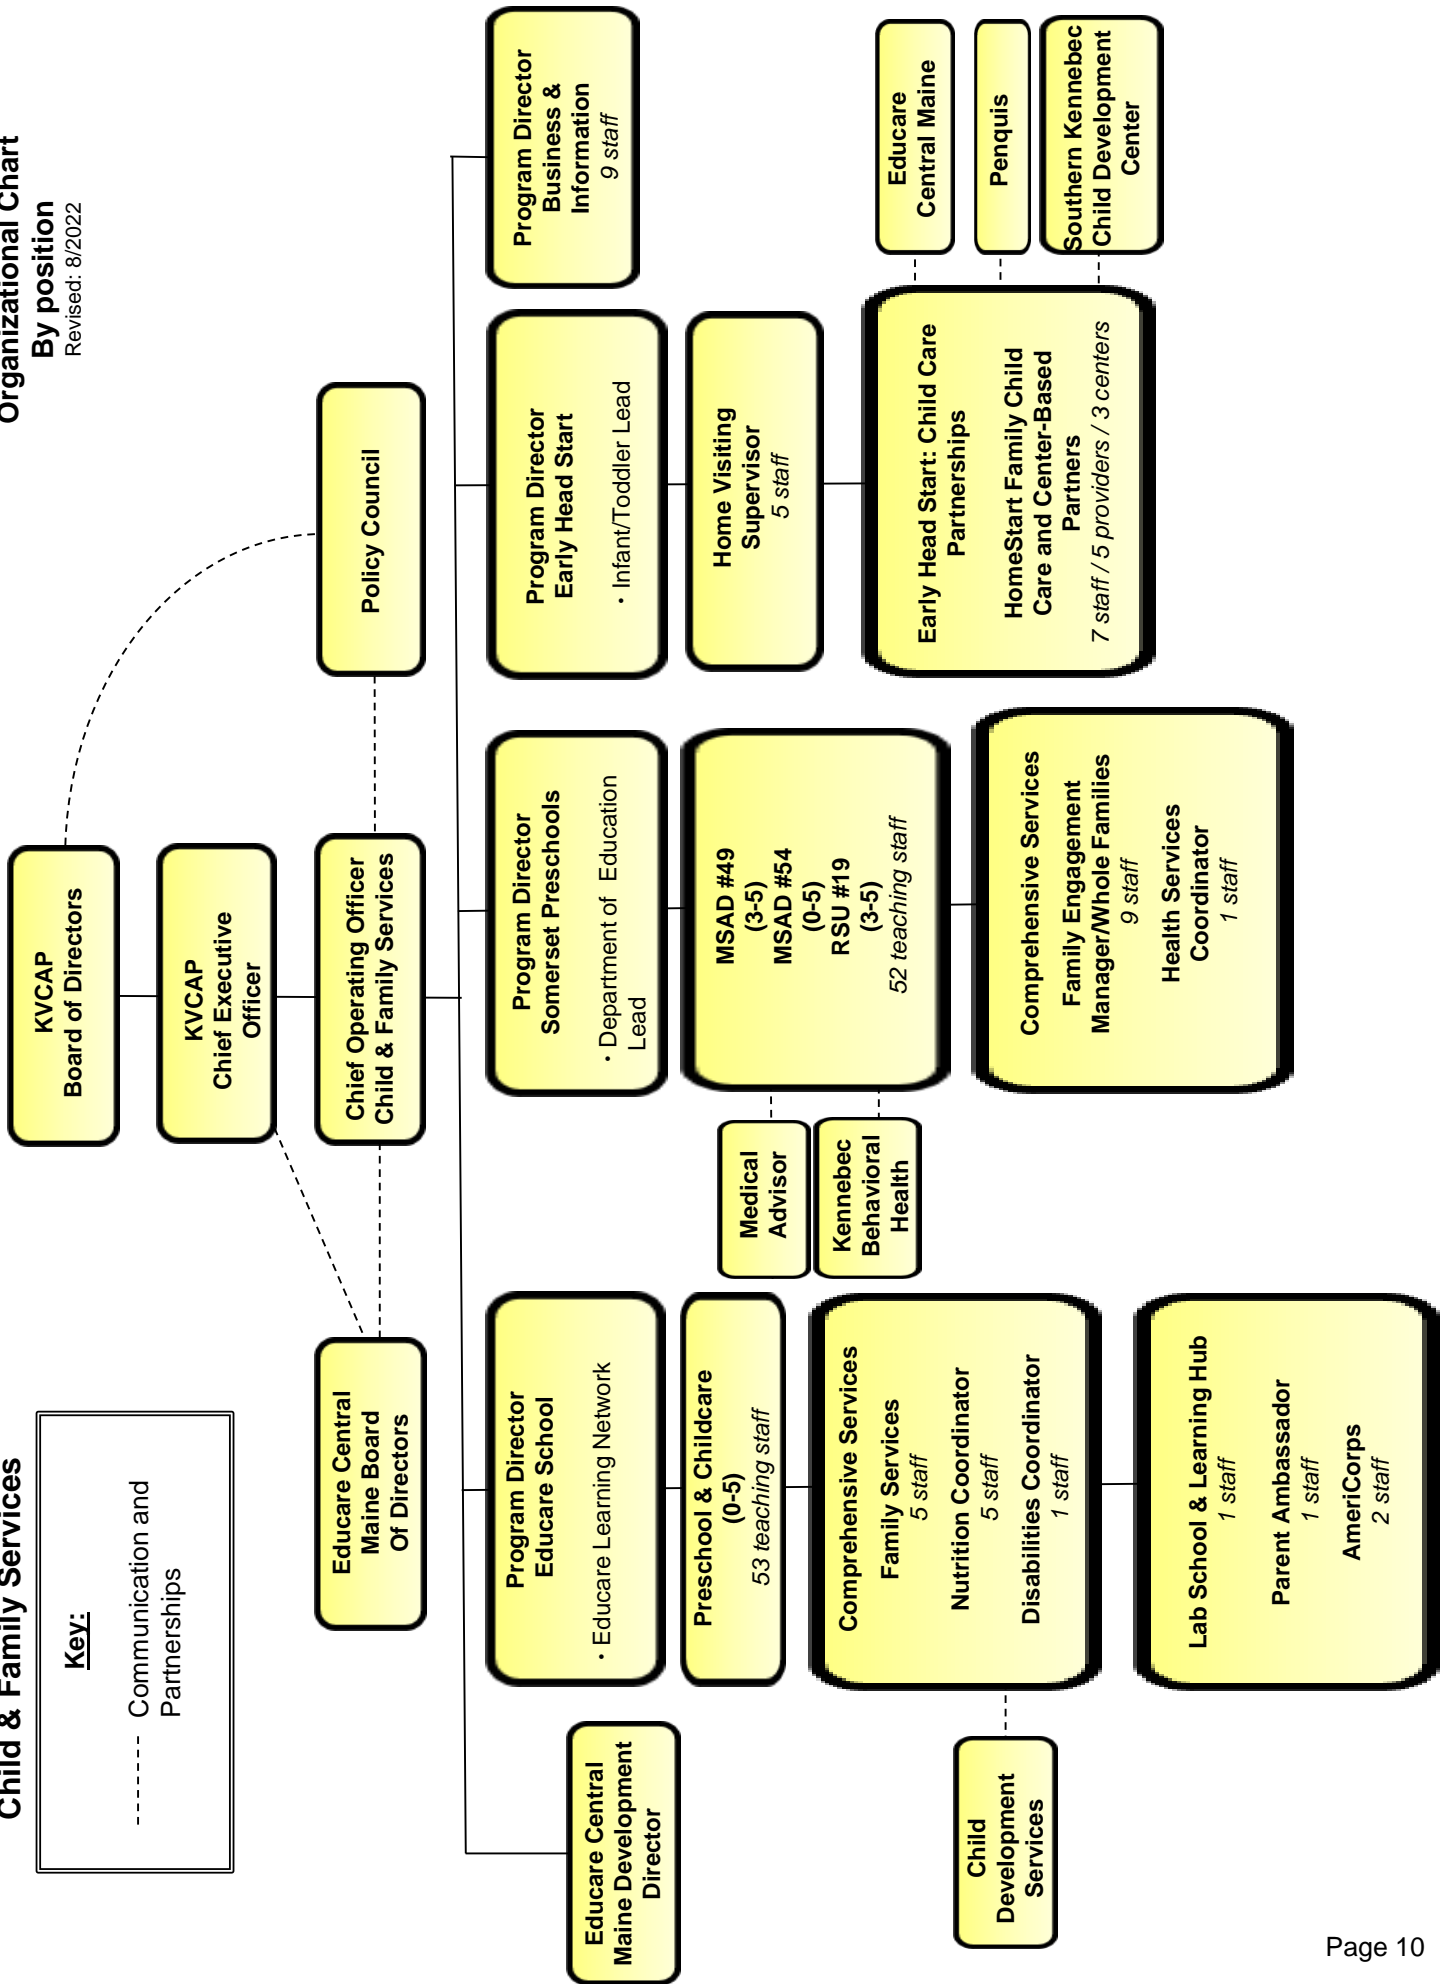 Child & Family Services
Organizational Chart
By position
Revised: 8/2022
Key:
Communication and
Partnerships
KVCAP
Board of Directors
KVCAP
Chief Executive
Officer
Educare Central
Maine Board
Of Directors
Chief Operating Officer
Child & Family Services
Policy Council
Educare Central
Maine Development
Director
Program Director
Educare School
• Educare Learning Network
Preschool & Childcare
(0-5)
53 teaching staff
Comprehensive Services
Family Services
5 staff
Nutrition Coordinator
5 staff
Disabilities Coordinator
1 staff
Child
Development
Services
Lab School & Learning Hub
1 staff
Parent Ambassador
1 staff
AmeriCorps
2 staff
Program Director
Somerset Preschools
• Department of Education
Lead
MSAD #49
(3-5)
MSAD #54
(0-5)
RSU #19
(3-5)
52 teaching staff
Medical
Advisor
Kennebec
Behavioral
Health
Comprehensive Services
Family Engagement
Manager/Whole Families
9 staff
Health Services
Coordinator
1 staff
Program Director
Early Head Start
• Infant/Toddler Lead
Home Visiting
Supervisor
5 staff
Early Head Start: Child Care
Partnerships
HomeStart Family Child
Care and Center-Based
Partners
7 staff / 5 providers / 3 centers
Program Director
Business &
Information
9 staff
Educare
Central Maine
Penquis
Southern Kennebec
Child Development
Center
Page 10